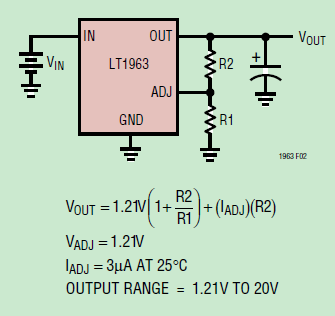 IN
OUT
VOUT
VIN
LT1963
R2
ADJ
R1
GND
1963 F02
VOUT = 1.21V(1+ R2/R1) + (IADJ)(R2)
VADJ = 1.21V
IADJ = 3µA AT 25°C
OUTPUT RANGE = 1.21V TO 20V